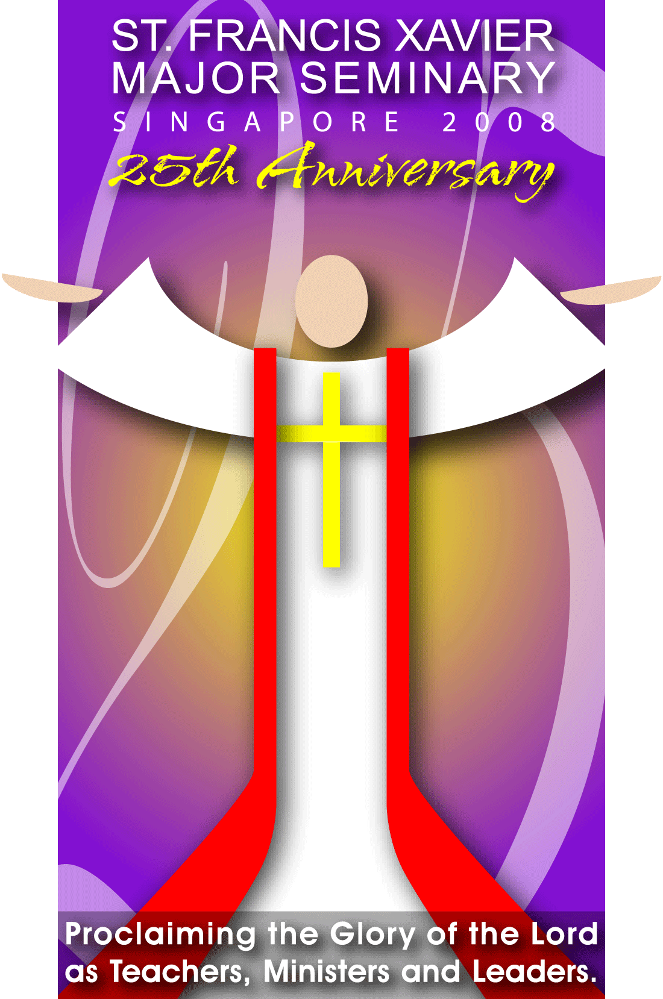 ST. FRANCIS XAVIER
MAJOR SEMINARY
SINGAPORE 2008
25th Anniversary
Proclaiming the Glory of the Lord
as Teachers, Ministers and Leaders.